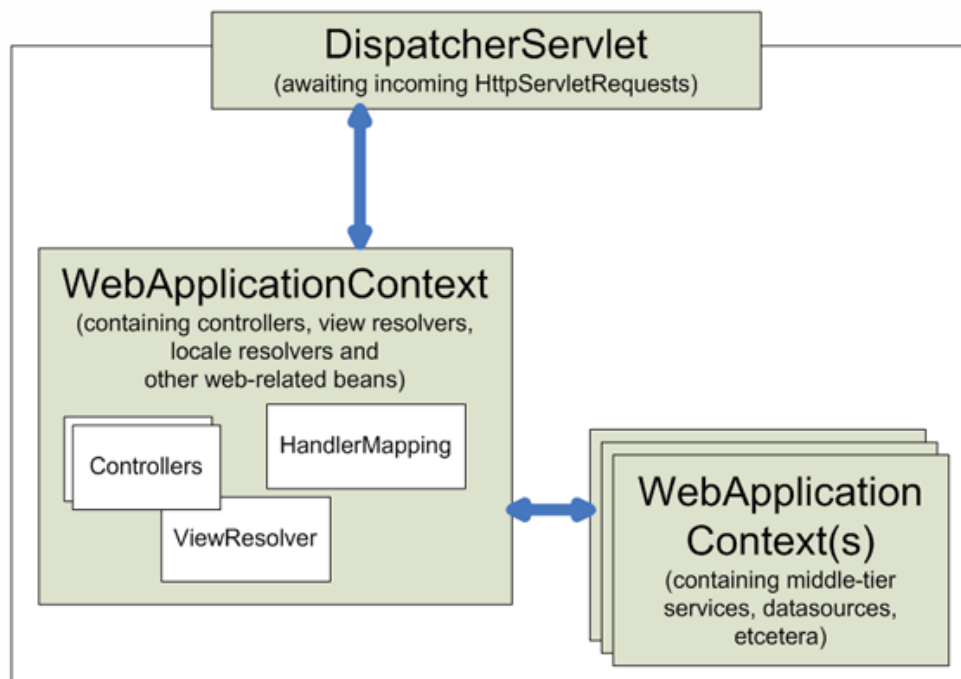 DispatcherServlet
(awaiting incoming HttpServletRequests)
WebApplicationContext
(containing controllers, view resolvers,
locale resolvers and
other web-related beans)
Controllers
HandlerMapping
ViewResolver
WebApplication
Context(s)
(containing middle-tier
services, datasources,
etcetera)